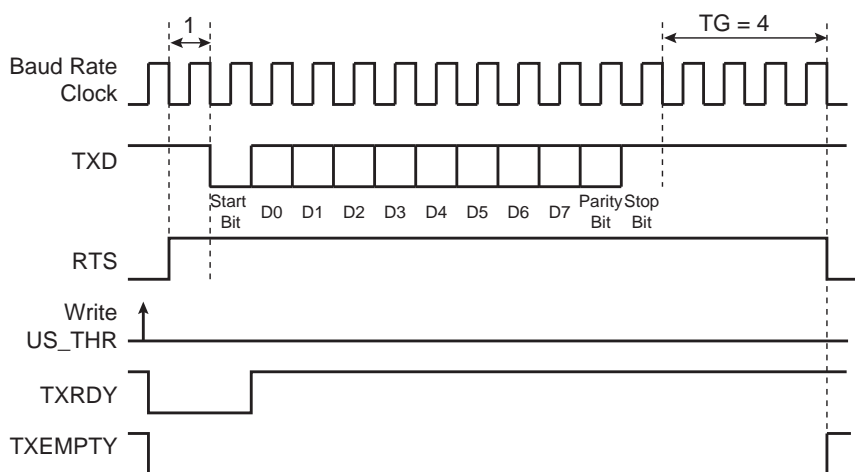 1
TG = 4
Baud Rate
Clock
TXD
Start
Bit
D0
D1
D2
D3
D4
D5
D6
D7
Parity
Bit
Stop
Bit
RTS
Write
US_THR
TXRDY
TXEMPTY